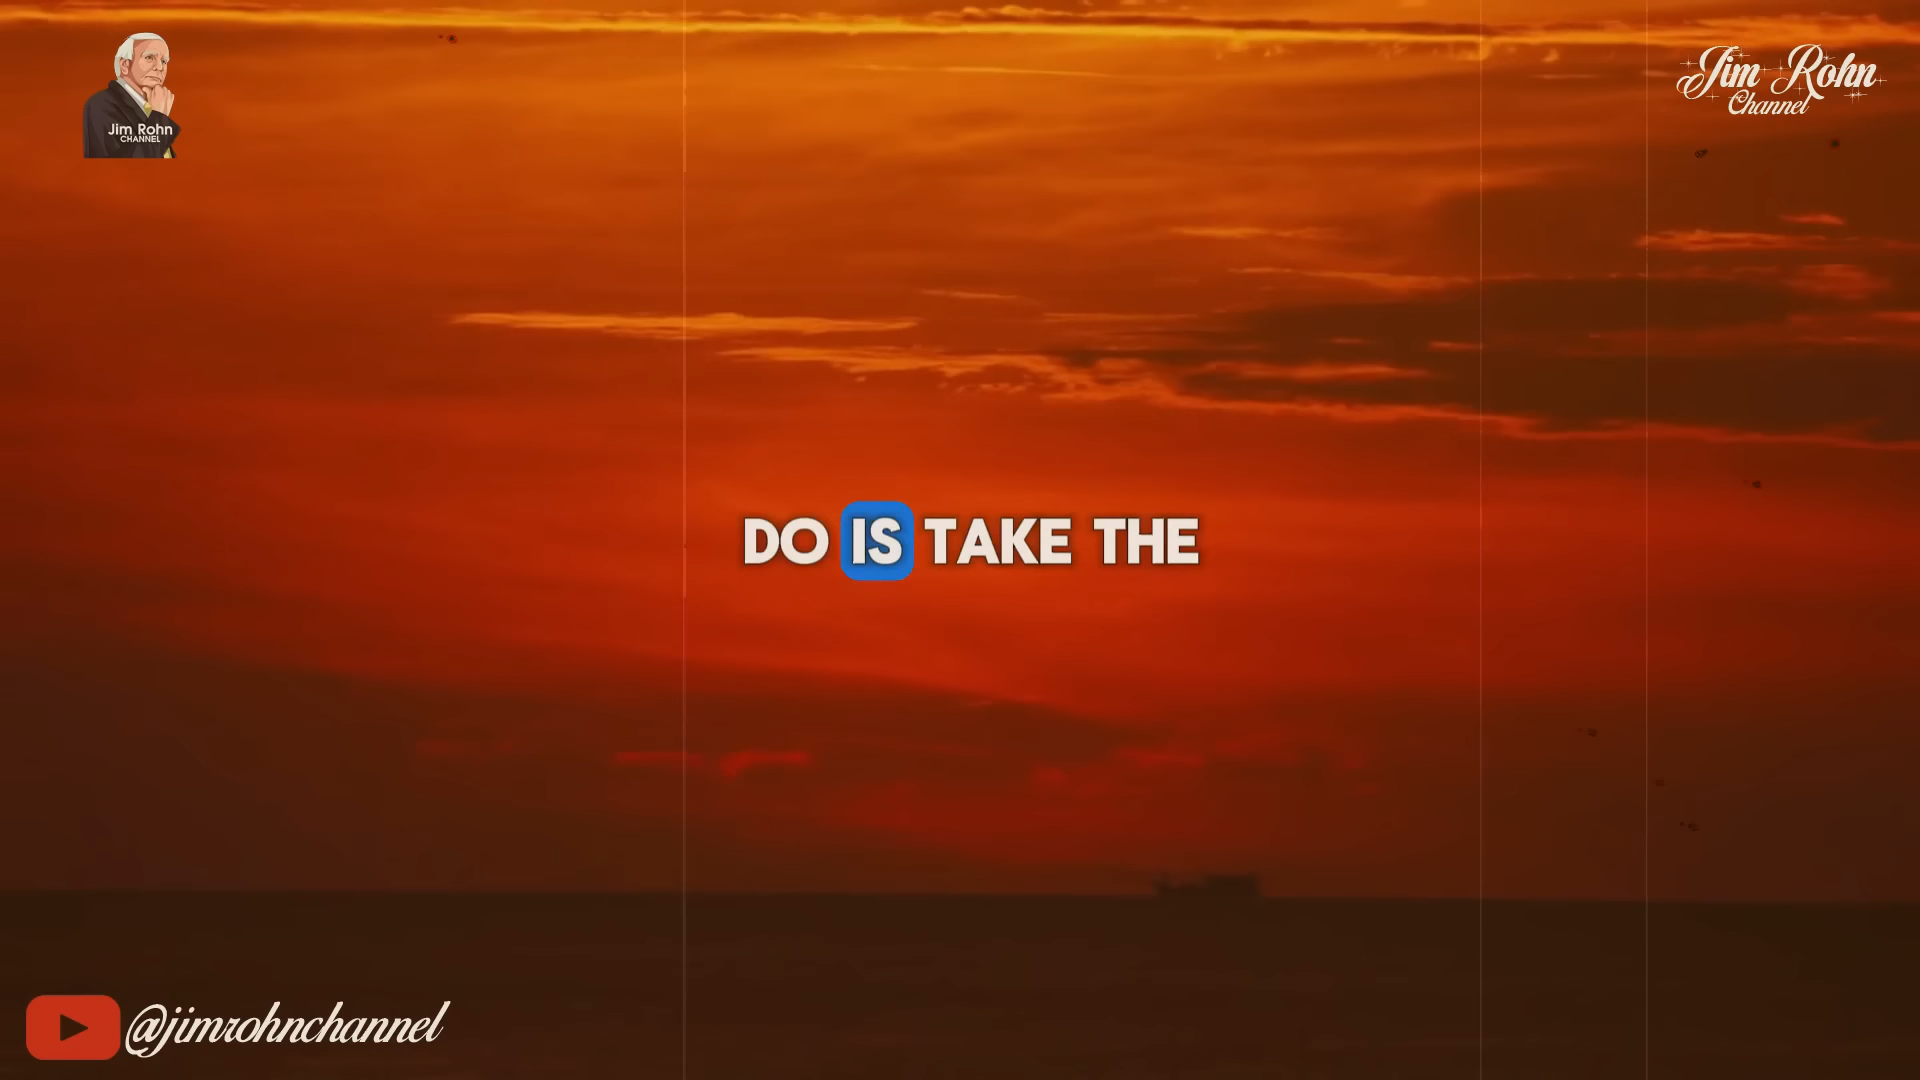 Jim Rohn
CHANNEL
Jim Rohn
Channel
DO IS TAKE THE
@jimrohnchannel